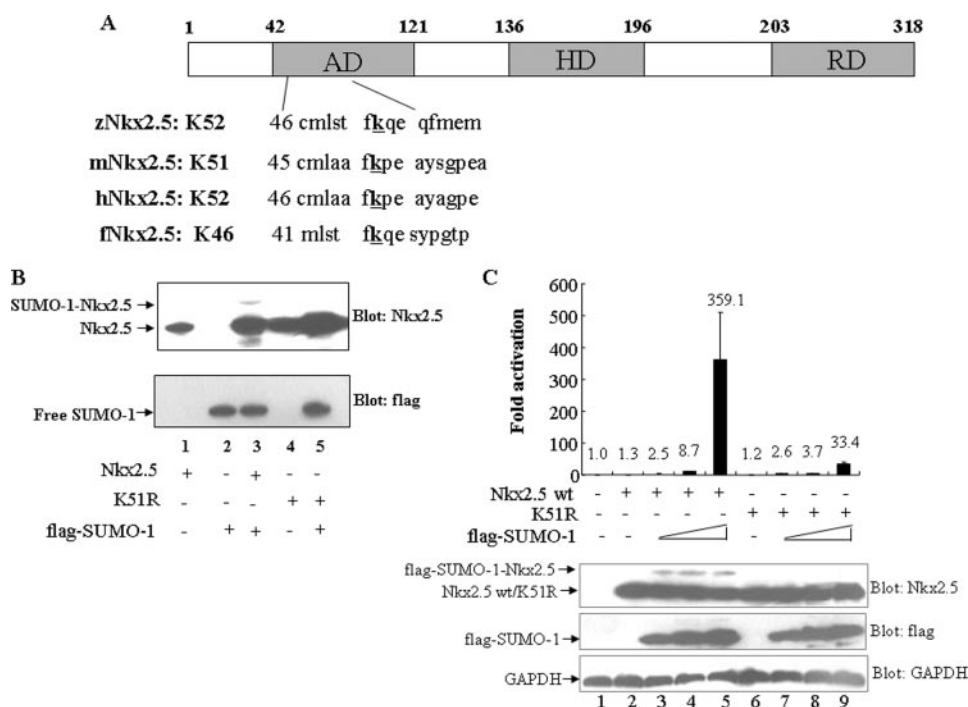 A
1 42 121 136 196 203 318
AD HD RD
zNkx2.5: K52 46 cmlst fkqe qfmem
mNkx2.5: K51 45 cmlaa fkpe aysgpea
hNkx2.5: K52 46 cmlaa fkpe ayagpe
fNkx2.5: K46 41 mlst fkqe sypgtp
B
SUMO-1-Nkx2.5
Nkx2.5
Blot: Nkx2.5
Free SUMO-1
Blot: flag
1 2 3 4 5
Nkx2.5 + - + - -
K51R - - - + +
flag-SUMO-1 - + + - +
C
Fold activation
600
500
400
300
200
100
0
1.0 1.3 2.5 8.7 359.1 1.2 2.6 3.7 33.4
Nkx2.5 wt - + + + + - - - -
K51R - - - - - + + + +
flag-SUMO-1 - - -
flag-SUMO-1-Nkx2.5
Nkx2.5 wt/K51R
Blot: Nkx2.5
flag-SUMO-1
Blot: flag
GAPDH
Blot: GAPDH
1 2 3 4 5 6 7 8 9